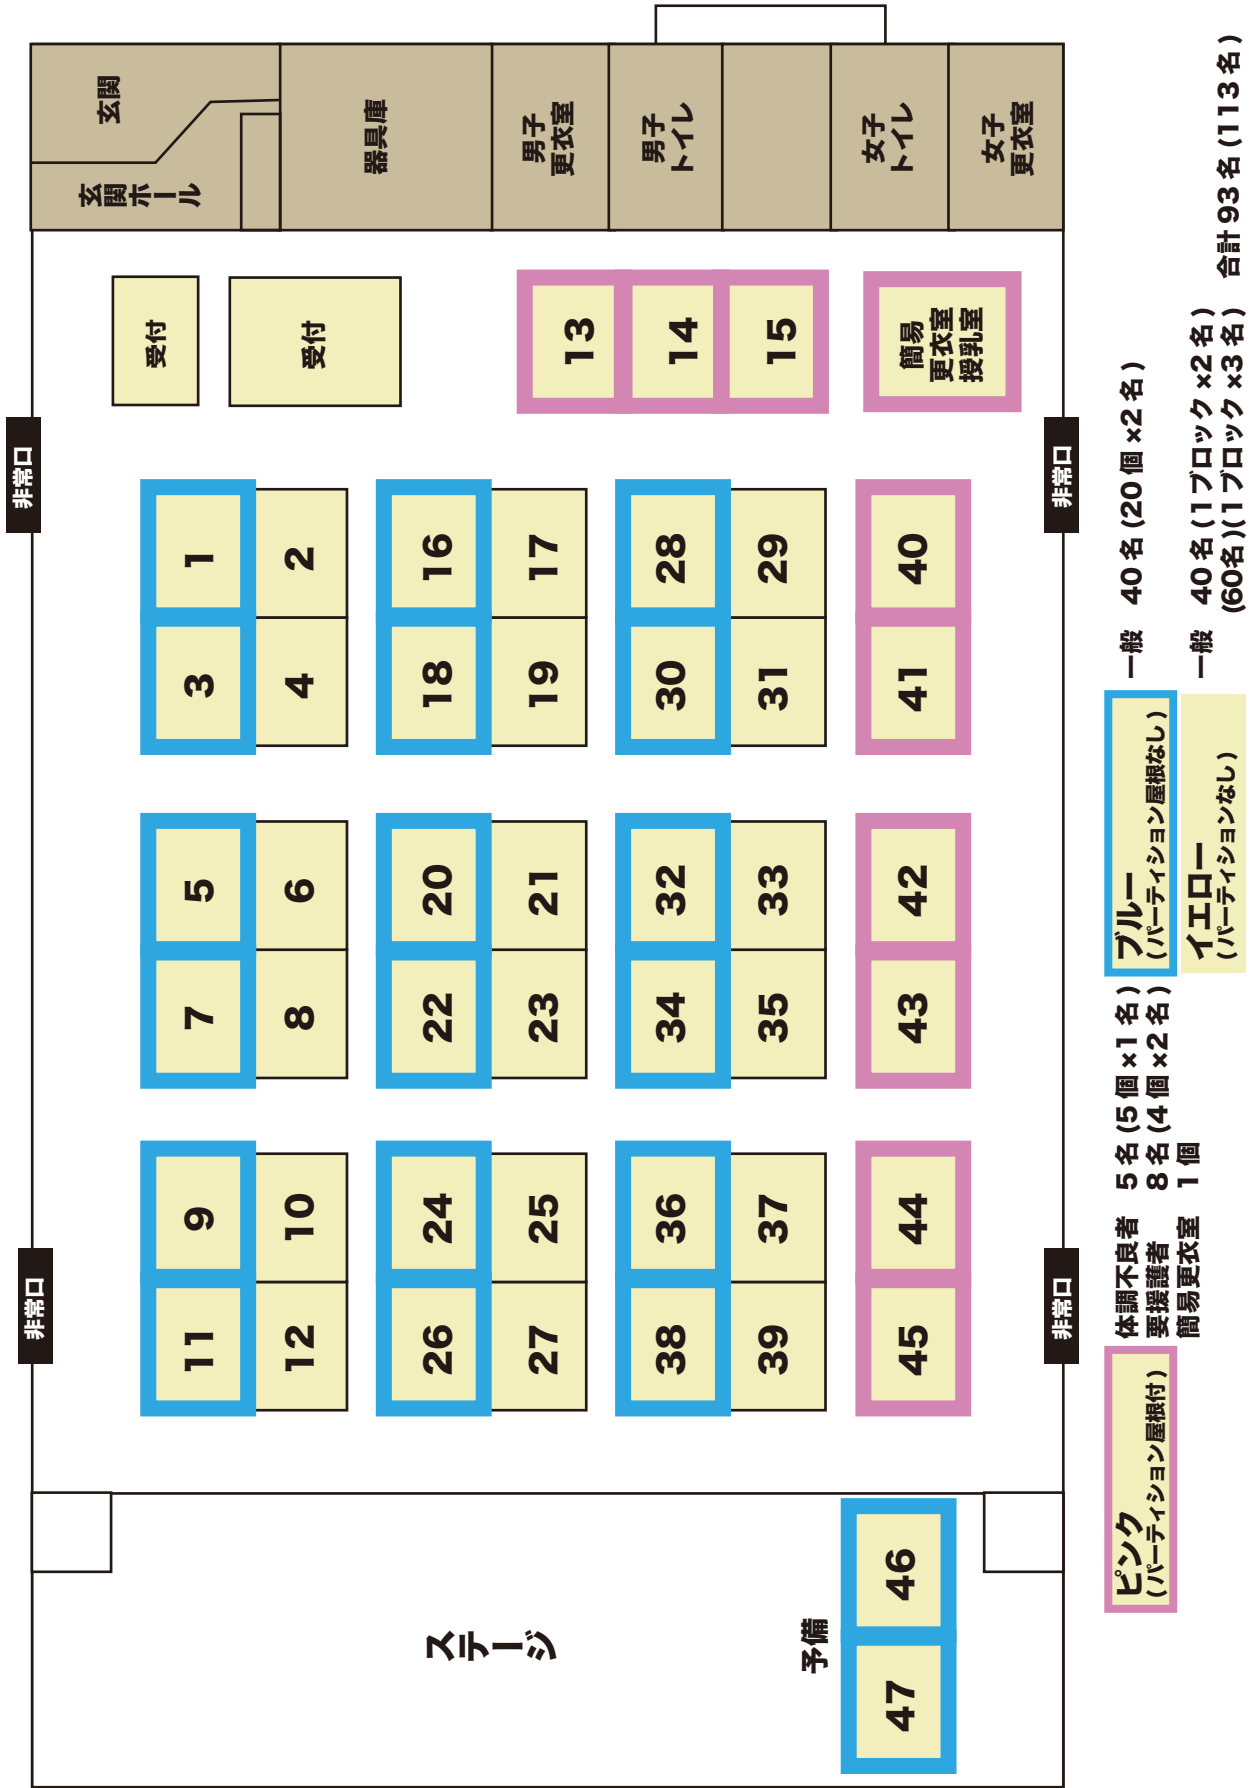 非常口
非常口
玄関
玄関ホール
受付
11 9 7 5 3 1
12 10 8 6 4 2
受付
器具庫
ステージ
26 24 22 20 18 16
27 25 23 21 19 17
13
男子
更衣室
38 36 34 32 30 28
14
男子
トイレ
39 37 35 33 31 29
15
予備
47 46
45 44 43 42 41 40
簡易
更衣室
授乳室
女子
トイレ
女子
更衣室
非常口
非常口
ピンク
(パーティション屋根付)
体調不良者 5名(5個×1名)
要援護者 8名(4個×2名)
簡易更衣室 1個
ブルー
(パーティション屋根なし)
一般 40名(20個×2名)
イエロー
(パーティションなし)
一般 40名(1ブロック×2名)
(60名)(1ブロック×3名)
合計93名(113名)